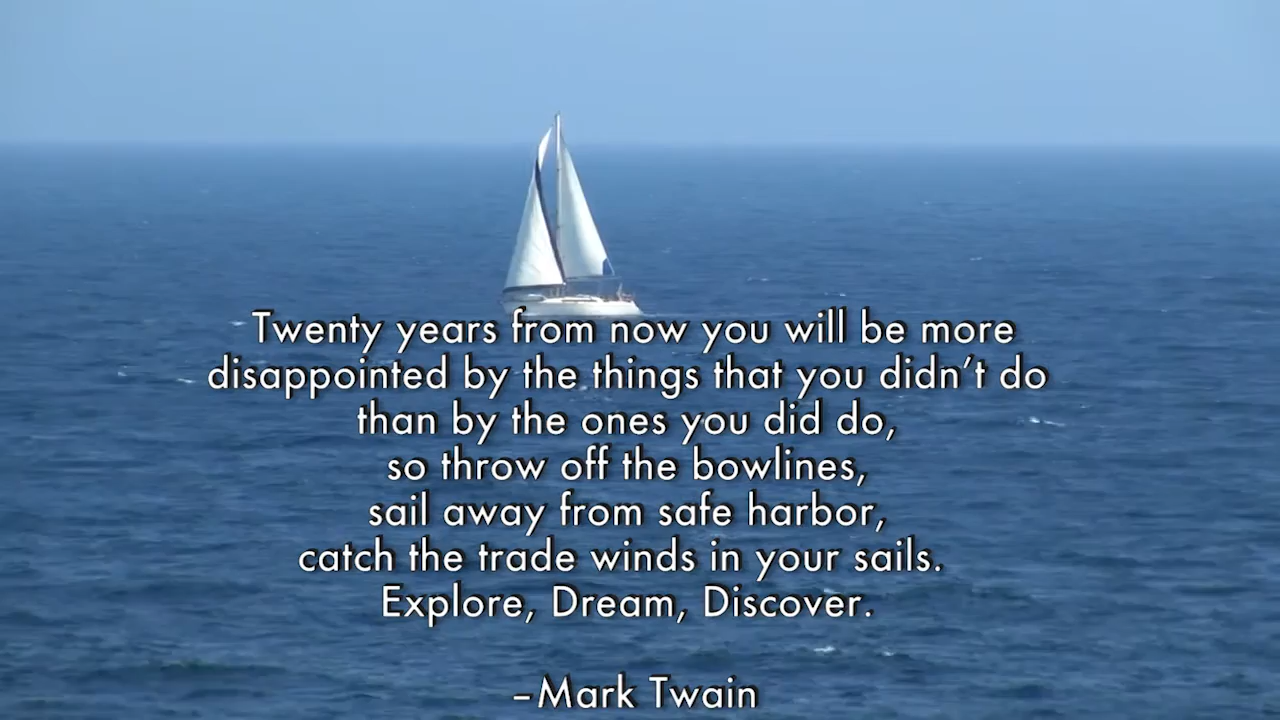 Twenty years from now you will be more
disappointed by the things that you didn’t do
than by the ones you did do,
so throw off the bowlines,
sail away from safe harbor,
catch the trade winds in your sails.
Explore, Dream, Discover.
–Mark Twain